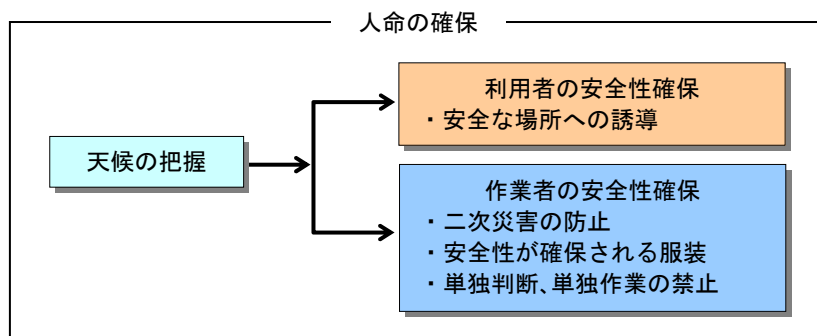 人命の確保
天候の把握
利用者の安全性確保
・安全な場所への誘導
作業者の安全性確保
・二次災害の防止
・安全性が確保される服装
・単独判断、単独作業の禁止